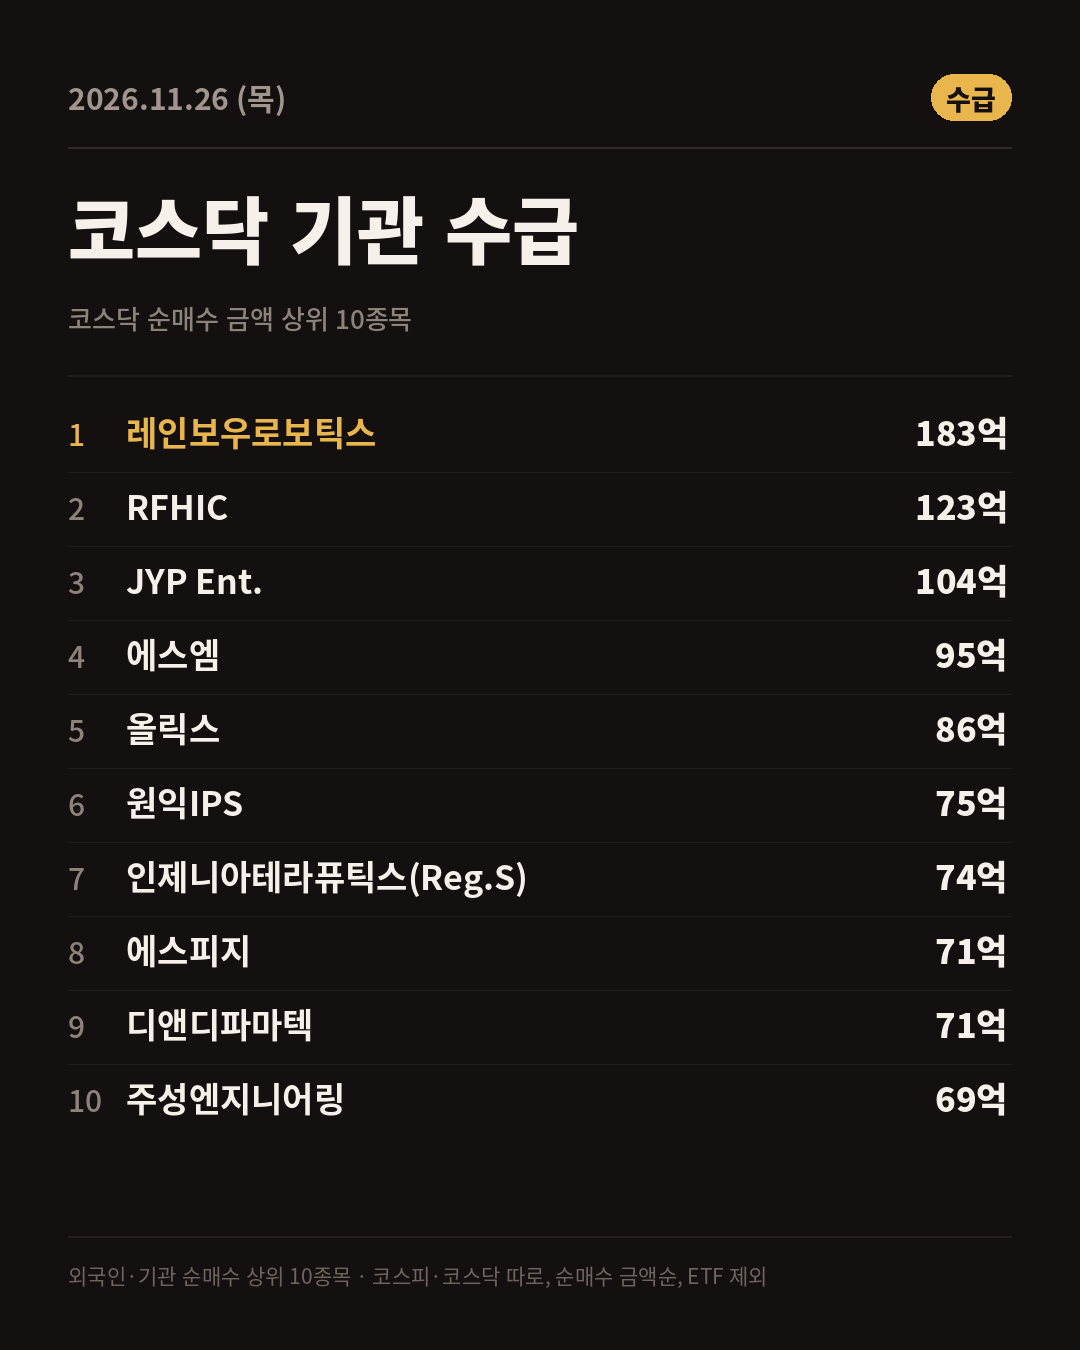 2026.11.26 (목)
수급
코스닥 기관 수급
코스닥 순매수 금액 상위 10종목
1 레인보우로보틱스 183억
2 RFHIC 123억
3 JYP Ent. 104억
4 에스엠 95억
5 올릭스 86억
6 원익IPS 75억
7 인제니아테라퓨틱스(Reg.S) 74억
8 에스피지 71억
9 디앤디파마텍 71억
10 주성엔지니어링 69억
외국인·기관 순매수 상위 10종목 · 코스피·코스닥 따로, 순매수 금액순, ETF 제외